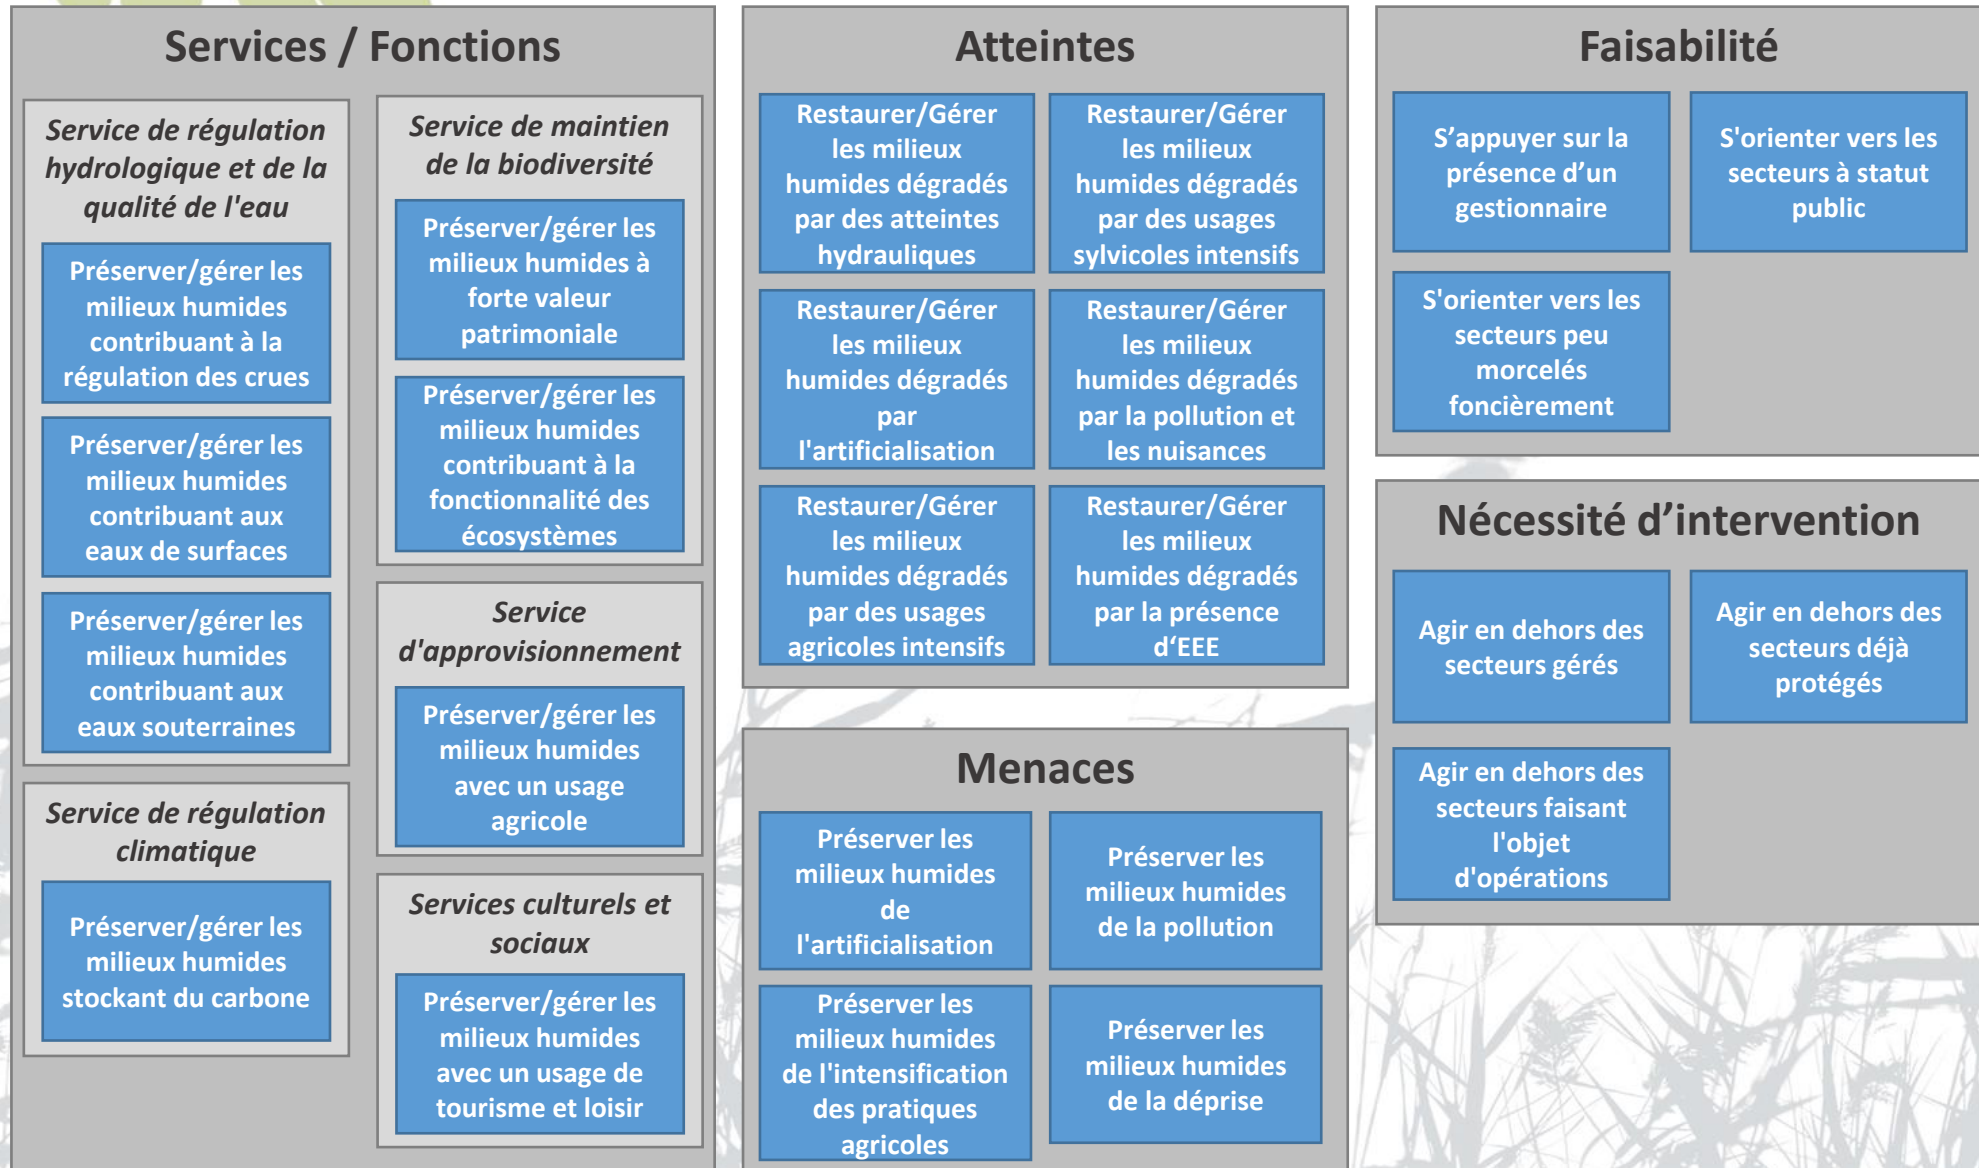 Services / Fonctions
Service de régulation
hydrologique et de la
qualité de l'eau
Préserver/gérer les
milieux humides
contribuant à la
régulation des crues
Préserver/gérer les
milieux humides
contribuant aux
eaux de surfaces
Préserver/gérer les
milieux humides
contribuant aux
eaux souterraines
Service de régulation
climatique
Préserver/gérer les
milieux humides
stockant du carbone
Service de maintien
de la biodiversité
Préserver/gérer les
milieux humides à
forte valeur
patrimoniale
Préserver/gérer les
milieux humides
contribuant à la
fonctionnalité des
écosystèmes
Service
d'approvisionnement
Préserver/gérer les
milieux humides
avec un usage
agricole
Services culturels et
sociaux
Préserver/gérer les
milieux humides
avec un usage de
tourisme et loisir
Atteintes
Restaurer/Gérer
les milieux
humides dégradés
par des atteintes
hydrauliques
Restaurer/Gérer
les milieux
humides dégradés
par des usages
sylvicoles intensifs
Restaurer/Gérer
les milieux
humides dégradés
par
l'artificialisation
Restaurer/Gérer
les milieux
humides dégradés
par la pollution et
les nuisances
Restaurer/Gérer
les milieux
humides dégradés
par des usages
agricoles intensifs
Restaurer/Gérer
les milieux
humides dégradés
par la présence
d‘EEE
Menaces
Préserver les
milieux humides
de
l'artificialisation
Préserver les
milieux humides
de la pollution
Préserver les
milieux humides
de l'intensification
des pratiques
agricoles
Préserver les
milieux humides
de la déprise
Faisabilité
S’appuyer sur la
présence d’un
gestionnaire
S'orienter vers les
secteurs à statut
public
S'orienter vers les
secteurs peu
morcelés
foncièrement
Nécessité d’intervention
Agir en dehors des
secteurs gérés
Agir en dehors des
secteurs déjà
protégés
Agir en dehors des
secteurs faisant
l'objet
d'opérations